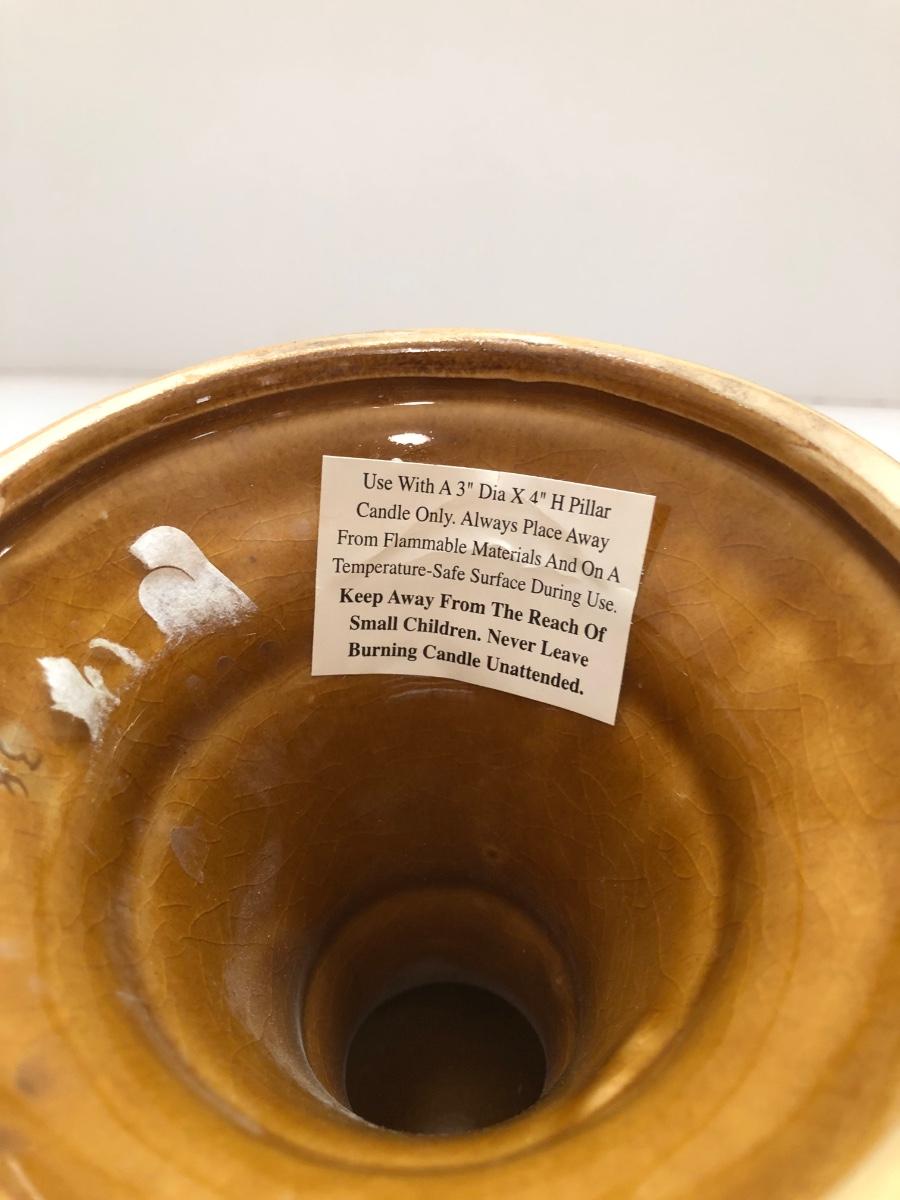 Use With A 3" Dia X 4" H Pillar
Candle Only. Always Place Away
From Flammable Materials And On A
Temperature-Safe Surface During Use.
Keep Away From The Reach Of
Small Children. Never Leave
Burning Candle Unattended.